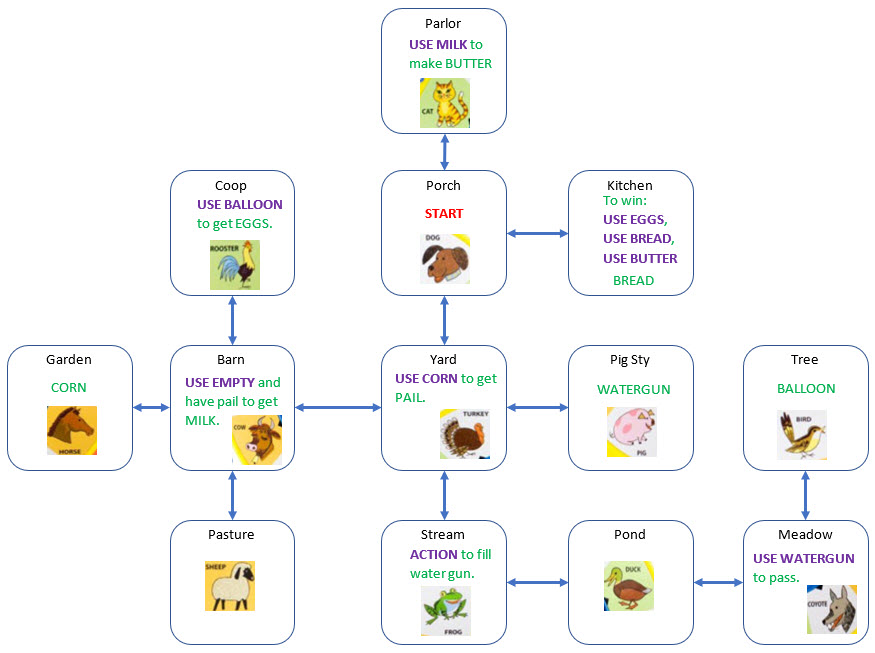 Parlor
USE MILK to
make BUTTER
CAT
Coop
USE BALLOON
to get EGGS.
ROOSTER
Porch
START
DOG
Kitchen
To win:
USE EGGS,
USE BREAD,
USE BUTTER
BREAD
Garden
CORN
HORSE
Barn
USE EMPTY and
have pail to get
MILK.
COW
Yard
USE CORN to get
PAIL.
TURKEY
Pig Sty
WATERGUN
PIG
Tree
BALLOON
BIRD
Pasture
SHEEP
Stream
ACTION to fill
water gun.
FROG
Pond
DUCK
Meadow
USE WATERGUN
to pass.
COYOTE